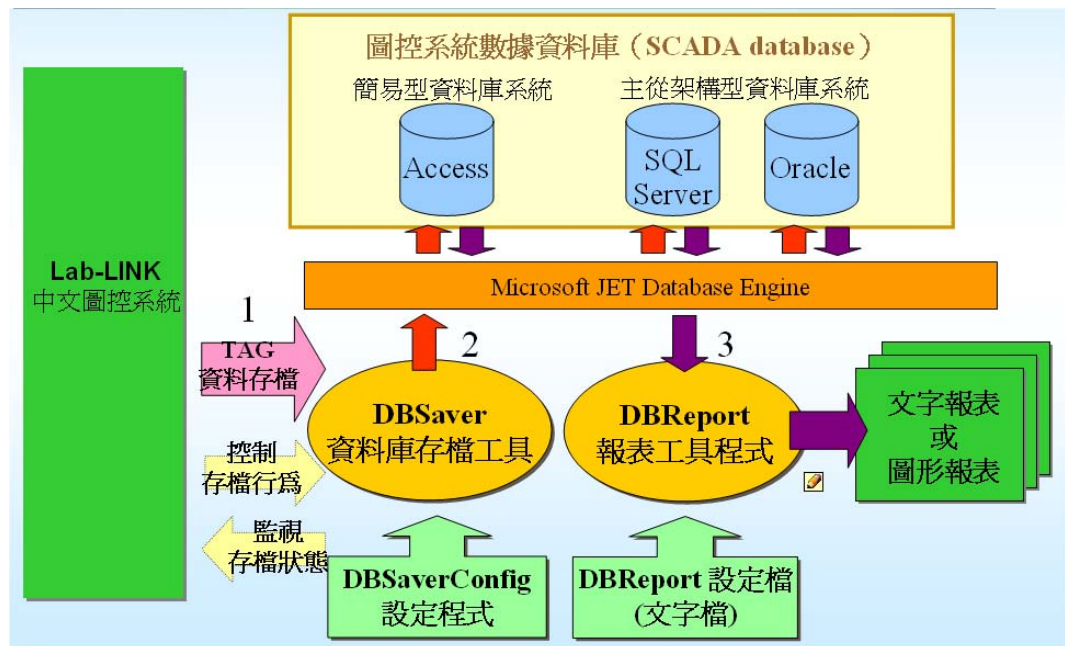 圖控系統數據資料庫（SCADA database）
簡易型資料庫系統
主從架構型資料庫系統
Access
SQL
Server
Oracle
Microsoft JET Database Engine
Lab-LINK
中文圖控系統
1
TAG
資料存檔
2
3
DBSaver
資料庫存檔工具
DBReport
報表工具程式
文字報表
或
圖形報表
控制
存檔行爲
監視
存檔狀態
DBSaverConfig
設定程式
DBReport 設定檔
(文字檔)